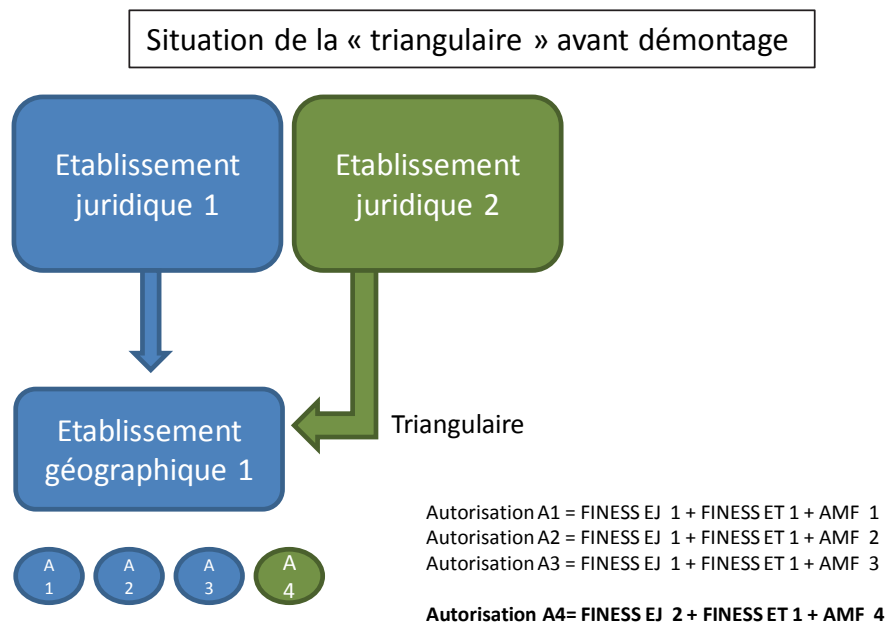 Situation de la « triangulaire » avant démontage
Etablissement
juridique 1
Etablissement
juridique 2
Etablissement
géographique 1
Triangulaire
A
1
A
2
A
3
A
4
Autorisation A1 = FINESS EJ 1 + FINESS ET 1 + AMF 1
Autorisation A2 = FINESS EJ 1 + FINESS ET 1 + AMF 2
Autorisation A3 = FINESS EJ 1 + FINESS ET 1 + AMF 3
Autorisation A4= FINESS EJ 2 + FINESS ET 1 + AMF 4